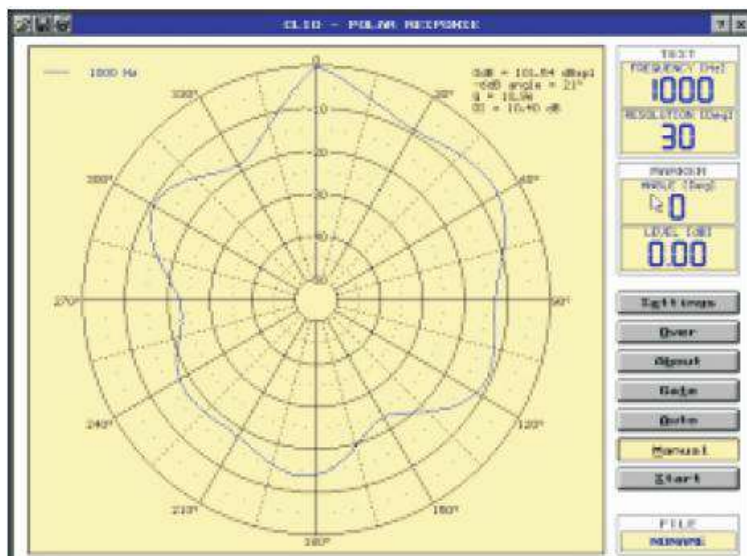 CLIO - POLAR RESPONSE
? x
1000 Hz
0dB = 101.84 dBspl
-6dB angle = 21°
Q = 10.96
DI = 10.40 dB
0
330°
30°
-10
-20
-30
-40
300°
60°
270°
90°
240°
120°
210°
150°
180°
TEST
FREQUENCY [Hz]
1000
RESOLUTION [Deg]
30
MARKER
ANGLE [Deg]
0
LEVEL [dB]
0.00
Settings
Over
About
Gate
Auto
Manual
Start
FILE
NONAME